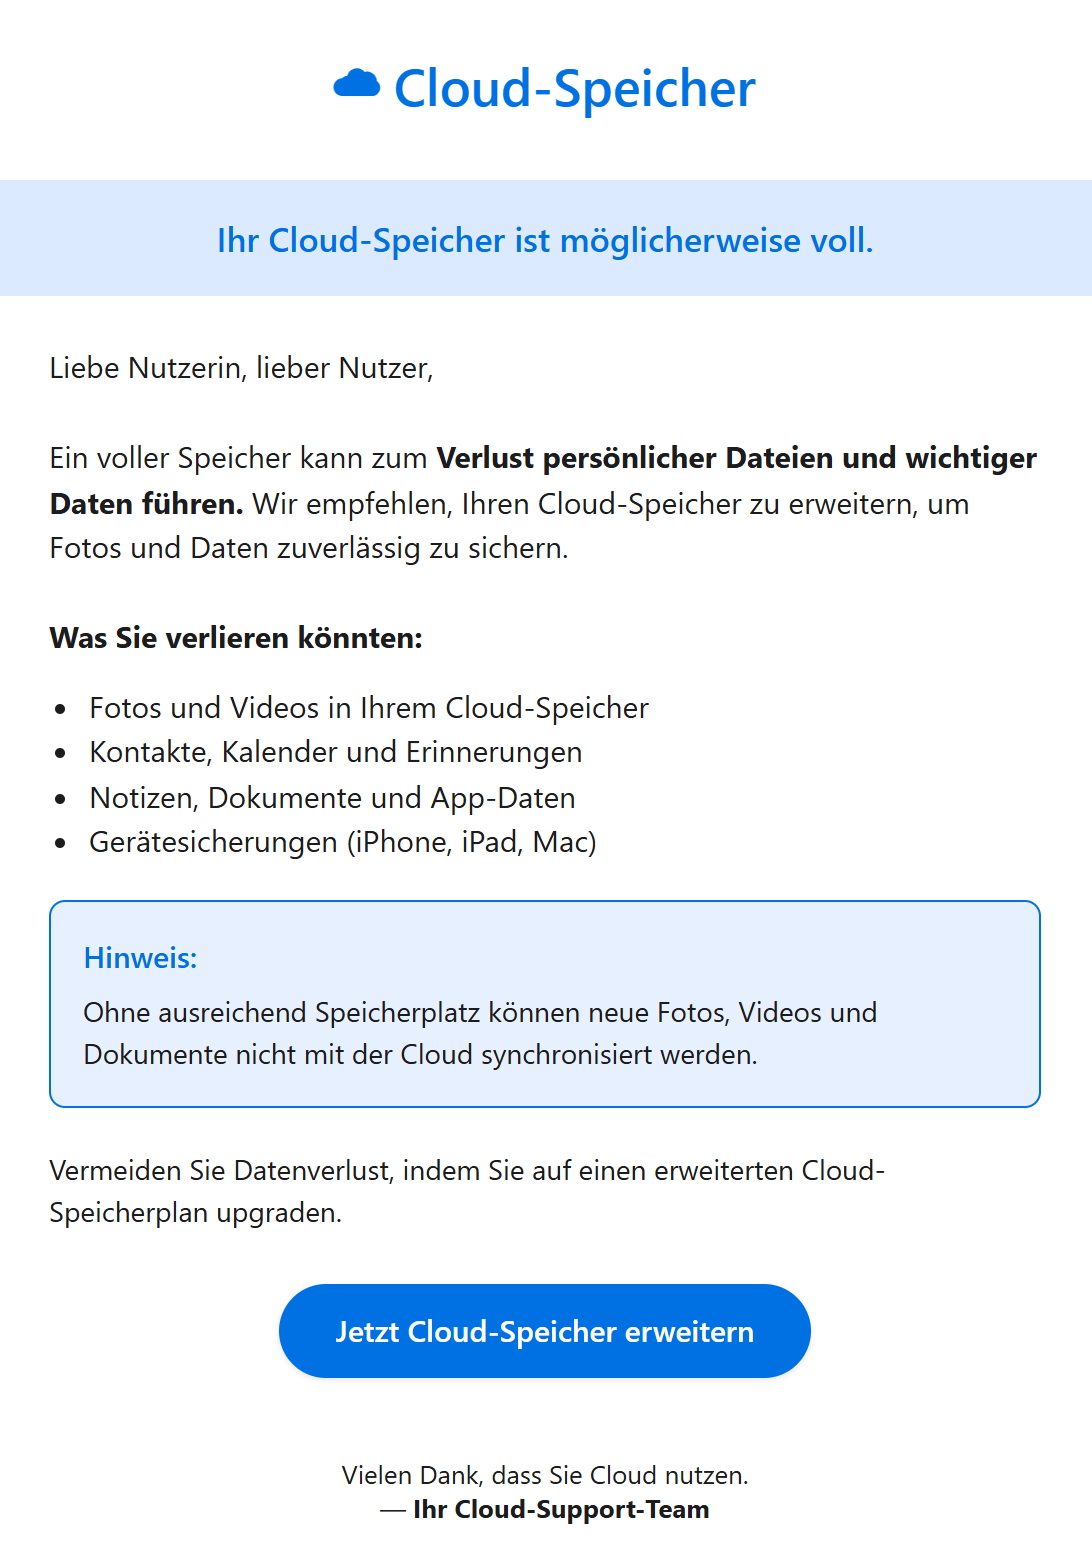 Cloud-Speicher
Ihr Cloud-Speicher ist möglicherweise voll.
Liebe Nutzerin, lieber Nutzer,
Ein voller Speicher kann zum Verlust persönlicher Dateien und wichtiger
Daten führen. Wir empfehlen, Ihren Cloud-Speicher zu erweitern, um
Fotos und Daten zuverlässig zu sichern.
Was Sie verlieren könnten:
• Fotos und Videos in Ihrem Cloud-Speicher
• Kontakte, Kalender und Erinnerungen
• Notizen, Dokumente und App-Daten
• Gerätesicherungen (iPhone, iPad, Mac)
Hinweis:
Ohne ausreichend Speicherplatz können neue Fotos, Videos und
Dokumente nicht mit der Cloud synchronisiert werden.
Vermeiden Sie Datenverlust, indem Sie auf einen erweiterten Cloud-
Speicherplan upgraden.
Jetzt Cloud-Speicher erweitern
Vielen Dank, dass Sie Cloud nutzen.
— Ihr Cloud-Support-Team